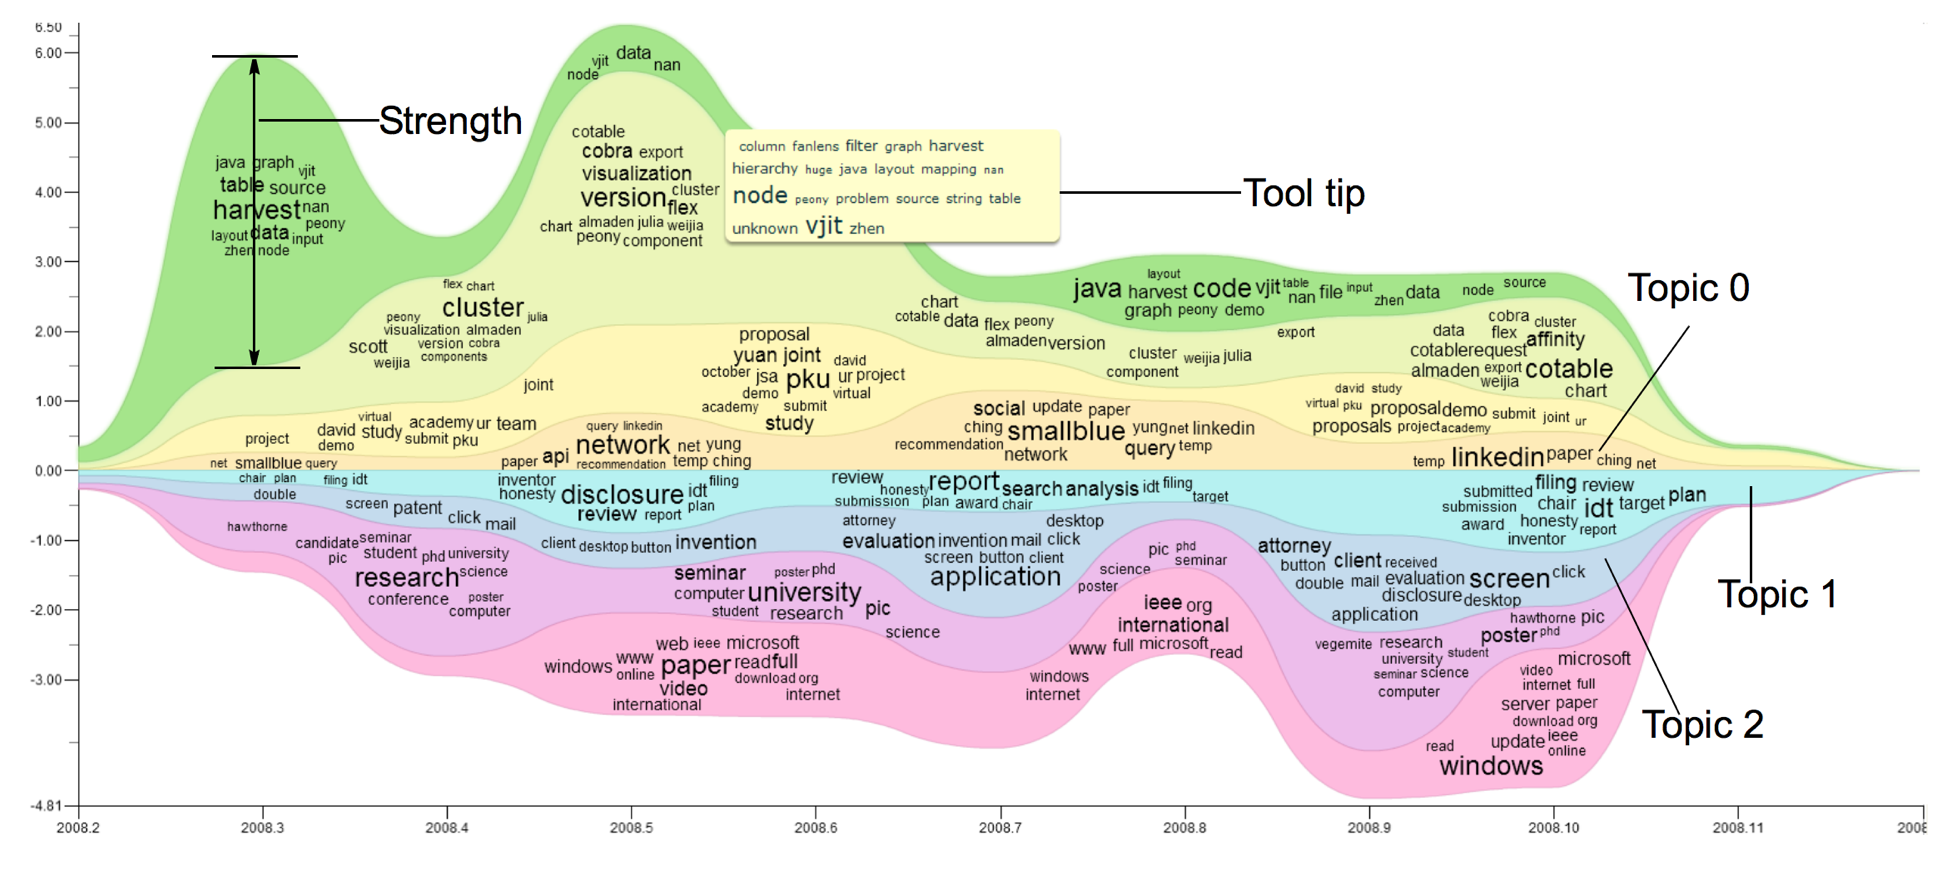 6.50
6.00
5.00
4.00
3.00
2.00
1.00
0.00
-1.00
-2.00
-3.00
-4.81
2008.2 2008.3 2008.4 2008.5 2008.6 2008.7 2008.8 2008.9 2008.10 2008.11
Strength
Tool tip
Topic 0
Topic 1
Topic 2
column fanlens filter graph harvest
hierarchy huge java layout mapping nan
node peony problem source string table
unknown vjit zhen
java graph vjit
table source
harvest nan
peony
layout data input
zhen node
vjit data
node nan
layout
java harvest code vjit table
nan file input
zhen data node source
graph peony demo
flex chart
cluster
peony julia
visualization almaden
scott version cobra
weijia components
cotable
cobra export
visualization
version cluster
flex
chart almaden julia weijia
peony component
chart
cotable data flex peony
almaden version
cluster weijia julia
component
export
cobra
data flex cluster
cotable request affinity
almaden export cotable
weijia chart
project
virtual
david study academy ur team
demo submit pku
joint
proposal
yuan joint david
october jsa pku ur project
demo virtual
academy submit
study
david study
virtual pku proposal demo submit joint ur
proposals project academy
net smallblue query
query linkedin
network net yung
paper api recommendation temp ching
social update paper
ching smallblue yung net linkedin
recommendation query temp
network
temp linkedin paper ching net
chair plan filing idt
inventor
honesty disclosure idt filing
review report plan
review honesty report search analysis idt filing
submission plan award chair target
submitted filing review
submission chair idt target plan
award honesty report
inventor
double
screen patent click mail
client desktop button invention
attorney desktop
evaluation invention mail click
screen button client
application
attorney client received
button
double mail evaluation screen click
disclosure desktop
application
hawthorne
candidate seminar
pic student phd university
research science
conference poster
computer
seminar poster phd
computer university pic
student research
science
pic phd
science seminar
poster
hawthorne pic
poster phd
vegemite research
university student
seminar science
computer
web ieee microsoft
windows www paper read full
online download org
video internet
international
windows
internet
ieee org
international
www full microsoft read
video microsoft
internet full
server paper
download org
read update ieee
online
windows